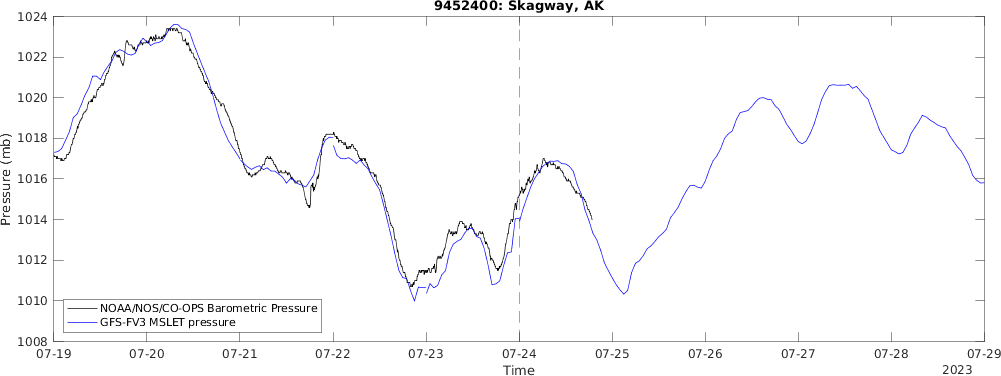 9452400: Skagway, AK
Pressure (mb)
1024
1022
1020
1018
1016
1014
1012
1010
1008
NOAA/NOS/CO-OPS Barometric Pressure
GFS-FV3 MSLET pressure
07-19 07-20 07-21 07-22 07-23 07-24 07-25 07-26 07-27 07-28 07-29
Time
2023